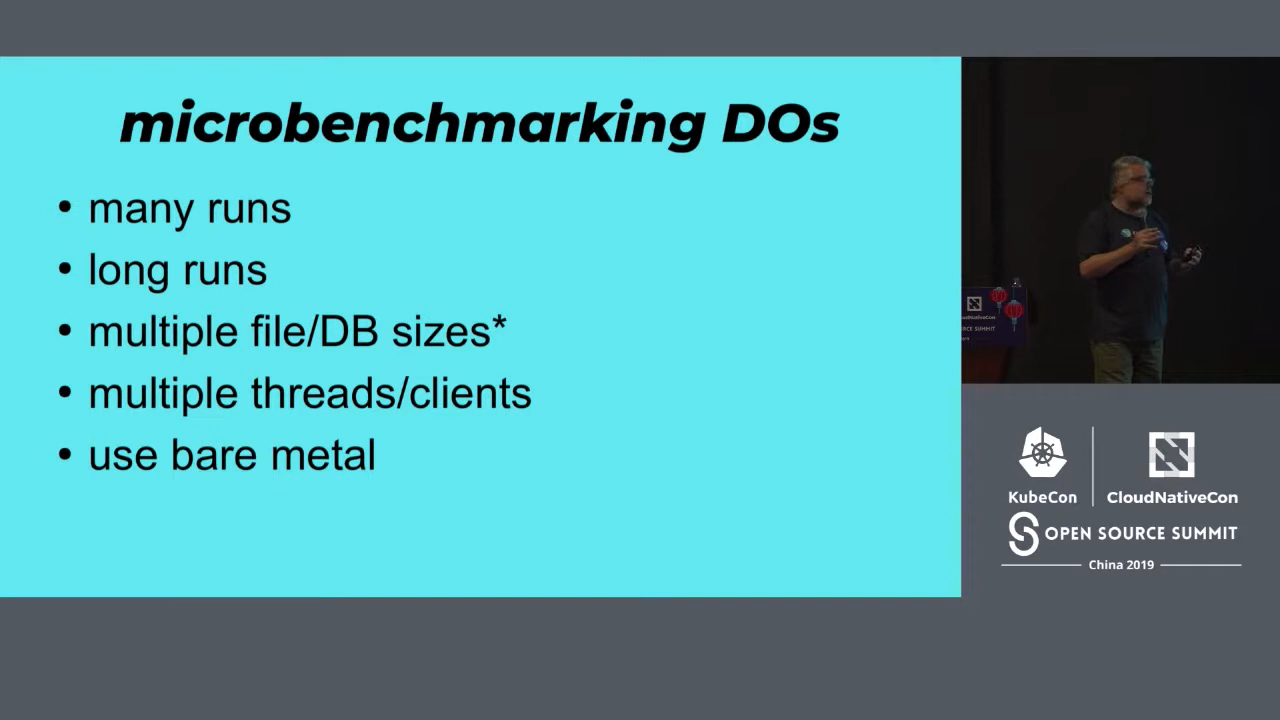 microbenchmarking DOs
• many runs
• long runs
• multiple file/DB sizes*
• multiple threads/clients
• use bare metal
KubeCon
CloudNativeCon
OPEN SOURCE SUMMIT
China 2019